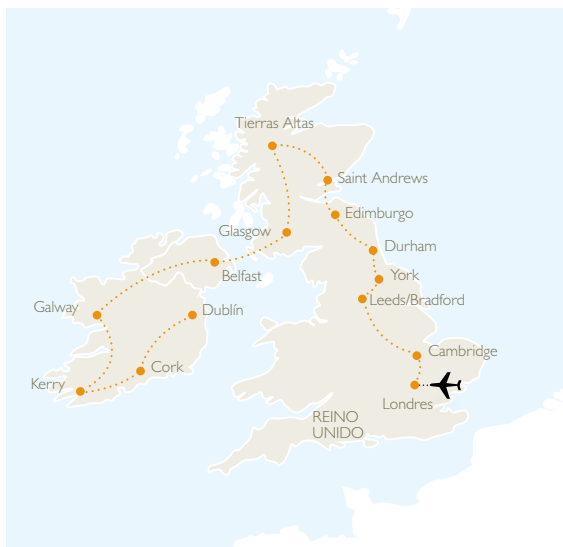 Tierras Altas
Saint Andrews
Edimburgo
Glasgow
Durham
Belfast
York
Leeds/Bradford
Galway
Dublín
Cambridge
Cork
Kerry
Londres
REINO
UNIDO